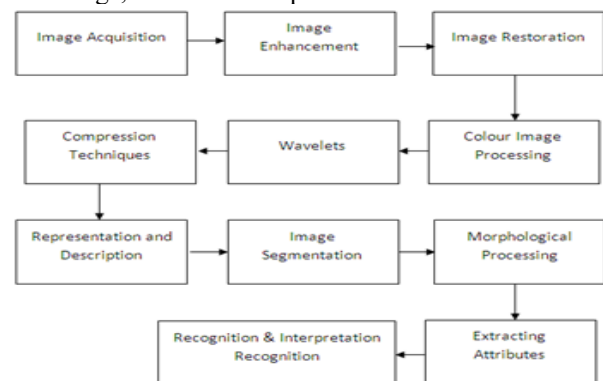 Image Acquisition
Image
Enhancement
Image Restoration
Compression
Techniques
Wavelets
Colour Image
Processing
Representation and
Description
Image
Segmentation
Morphological
Processing
Recognition & Interpretation
Recognition
Extracting
Attributes